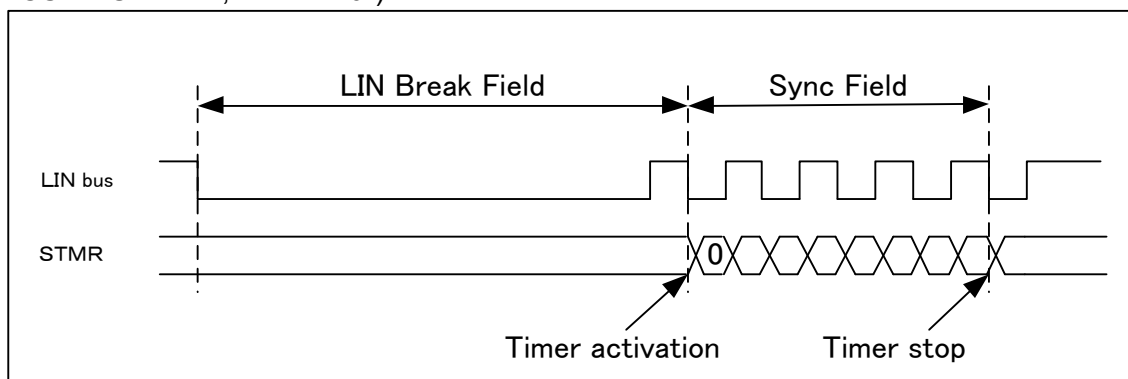 LIN Break Field
Sync Field
LIN bus
STMR
0
Timer activation
Timer stop